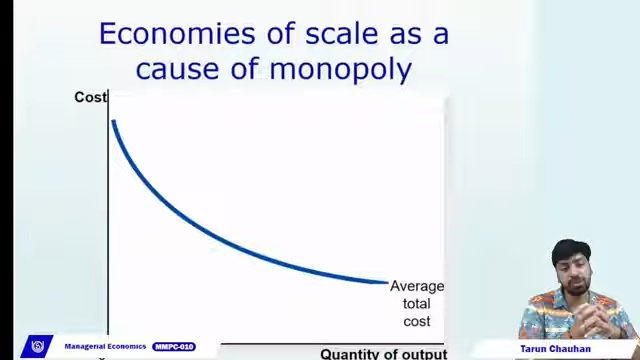 Economies of scale as a
cause of monopoly
Cost
Average
total
cost
Quantity of output
Managerial Economics MMPC-010
Tarun Chauhan